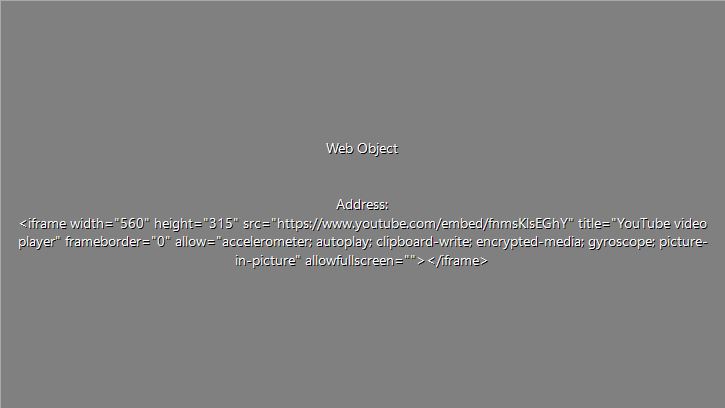 Web Object
Address:
<iframe width="560" height="315" src="https://www.youtube.com/embed/fnmsKlsEGhY" title="YouTube video
player" frameborder="0" allow="accelerometer; autoplay; clipboard-write; encrypted-media; gyroscope; picture-
in-picture" allowfullscreen=""></iframe>